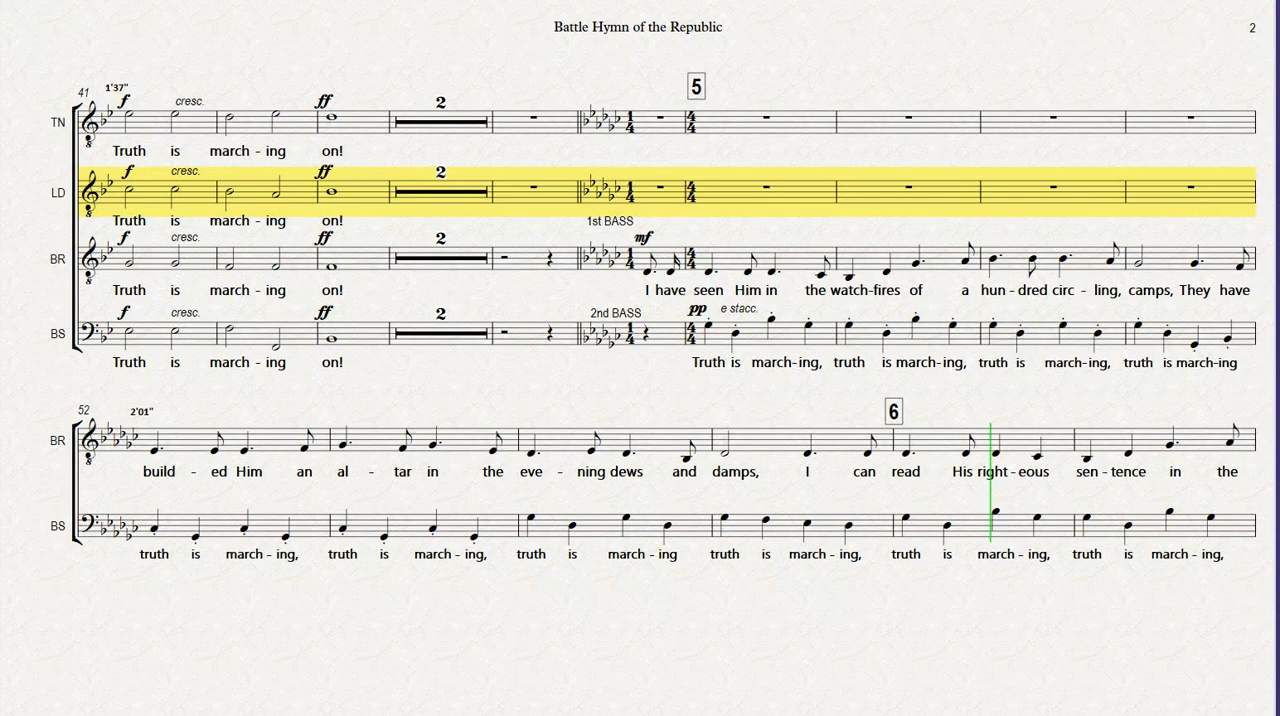 Battle Hymn of the Republic
2
5
41 1'37" f cresc. ff 2
TN
Truth is march - ing on!
f cresc. ff 2
LD
Truth is march - ing on!
1st BASS
f cresc. ff 2 mf
BR
Truth is march - ing on! I have seen Him in the watch-fires of a hun - dred circ - ling, camps, They have
f cresc. ff 2 2nd BASS pp e stacc.
BS
Truth is march - ing on! Truth is march-ing, truth is march-ing, truth is march-ing, truth is march-ing
52 2'01" 6
BR
build - ed Him an al - tar in the eve - ning dews and damps, I can read His right - eous sen - tence in the
BS
truth is march - ing, truth is march - ing, truth is march - ing truth is march - ing, truth is march - ing, truth is march - ing,